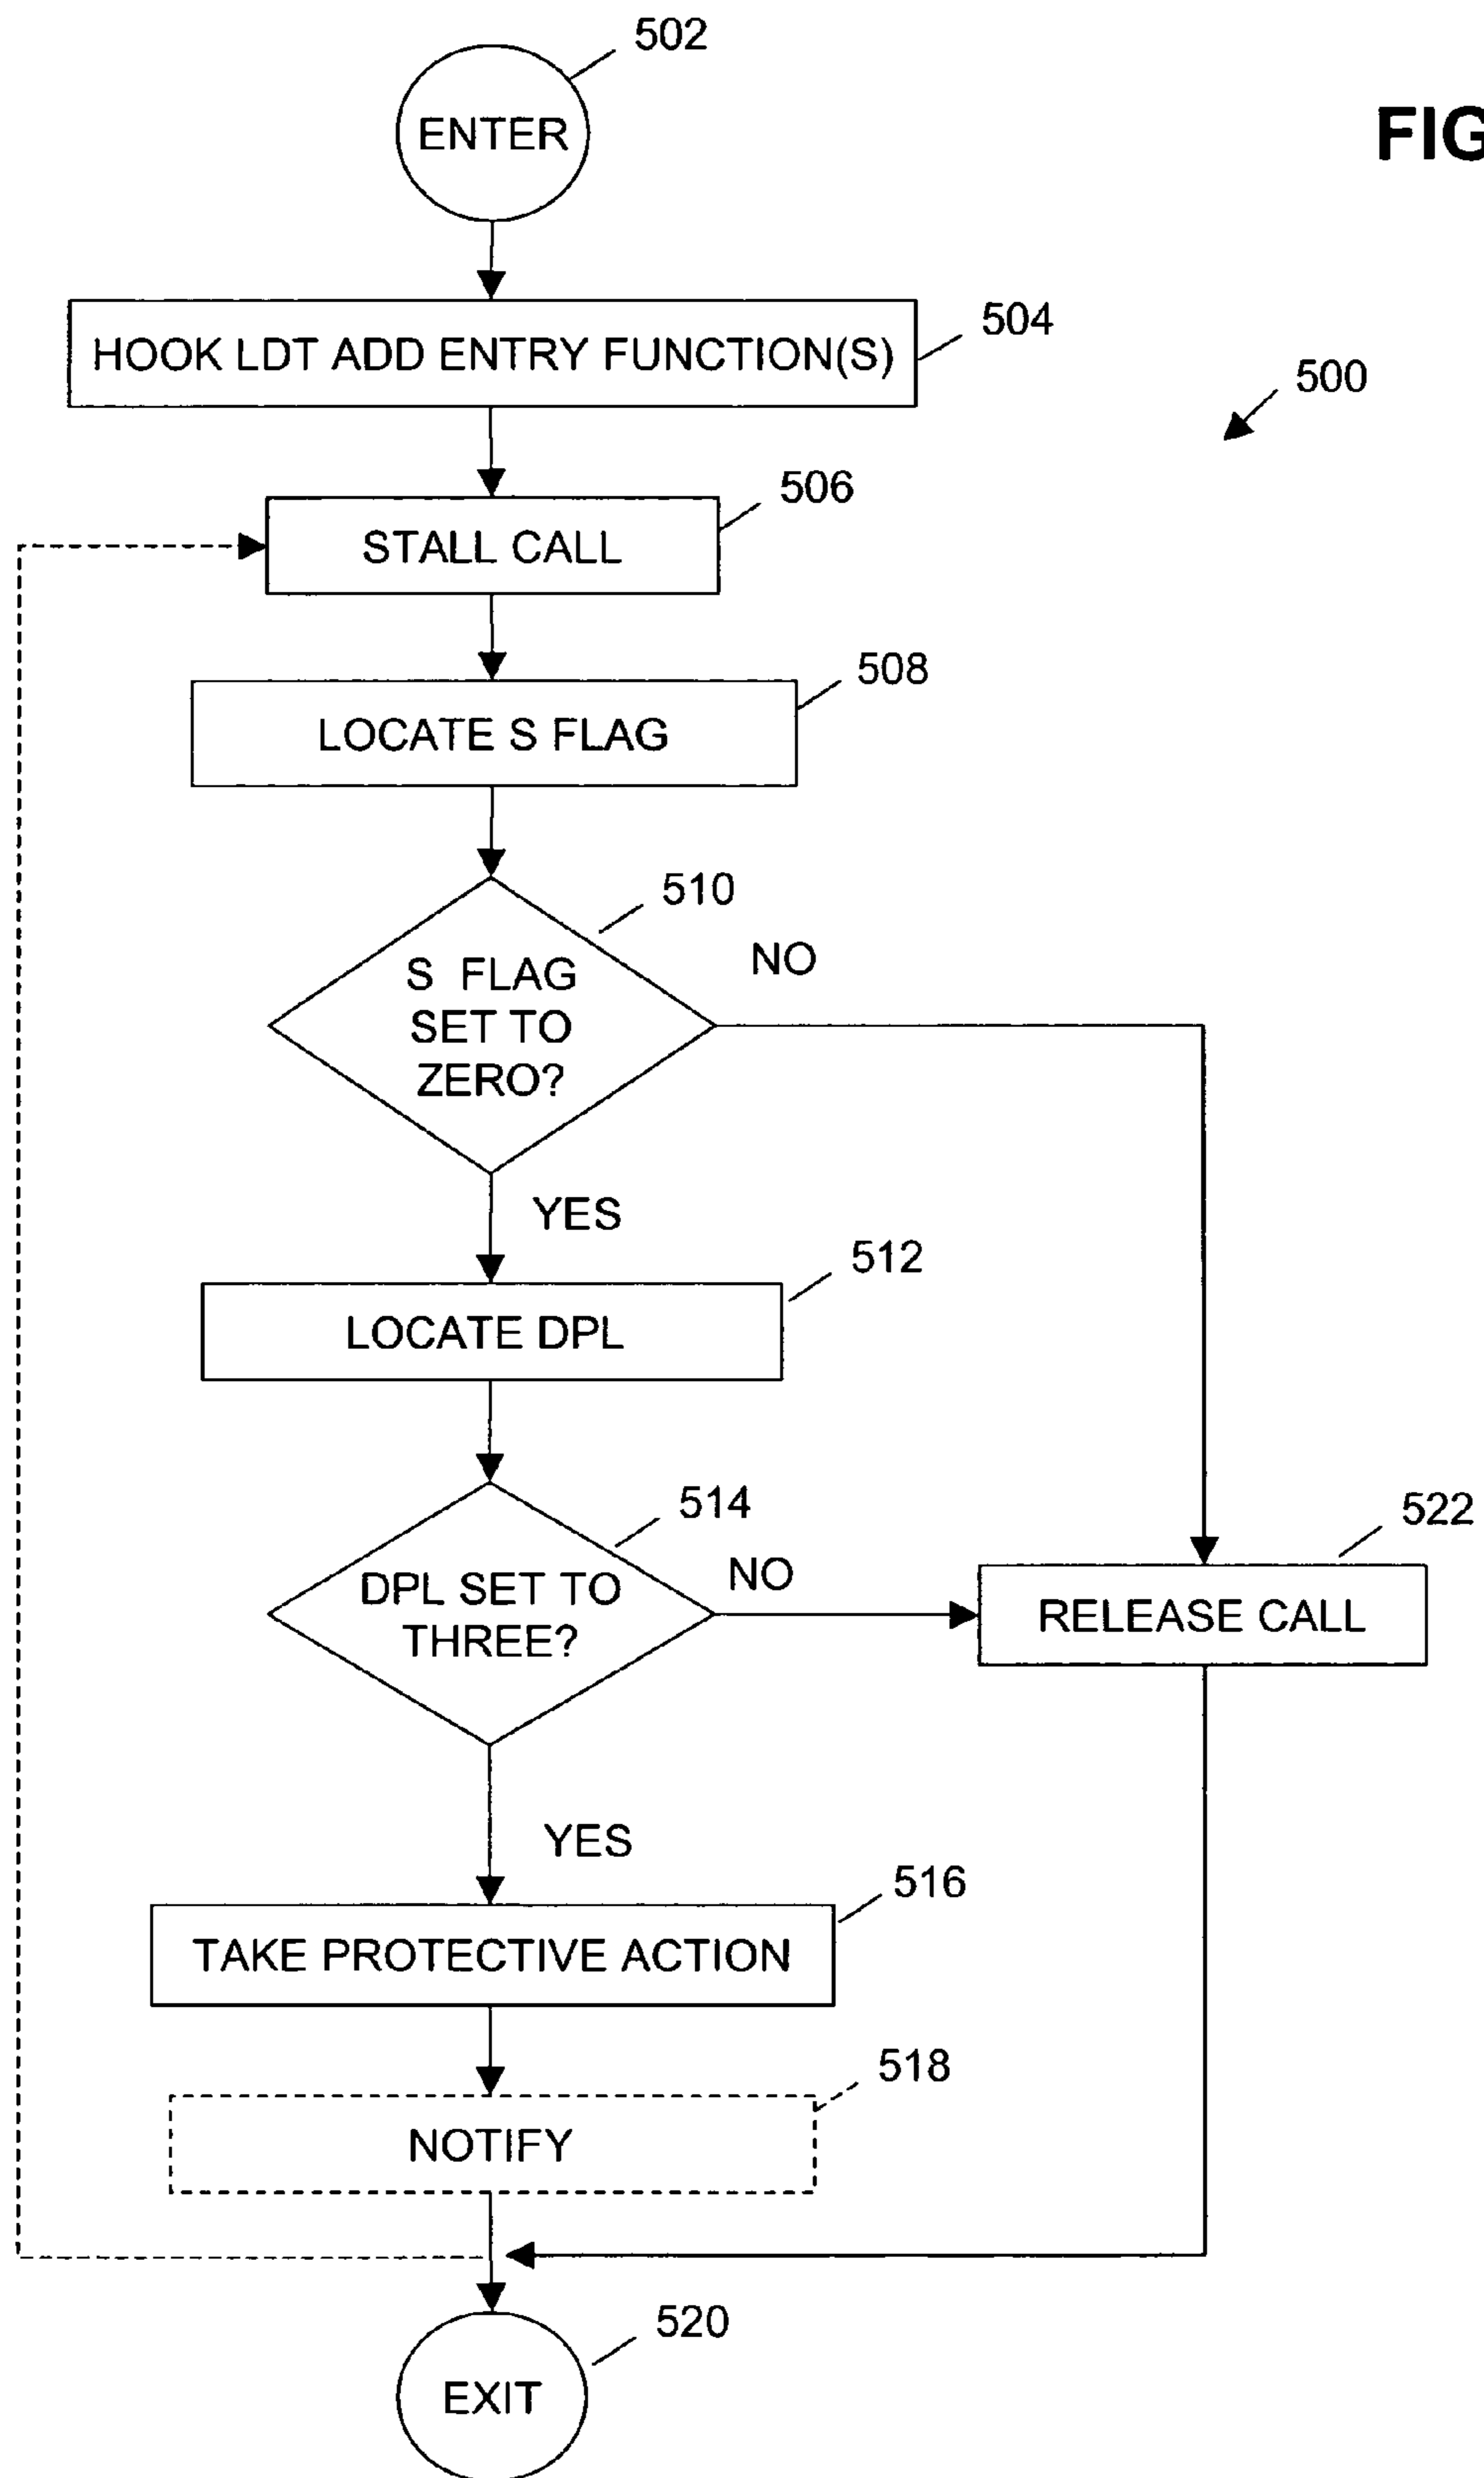 502
ENTER
FIG
HOOK LDT ADD ENTRY FUNCTION(S)
504
500
STALL CALL
506
LOCATE S FLAG
508
510
S FLAG
SET TO
ZERO?
NO
YES
512
LOCATE DPL
514
DPL SET TO
THREE?
NO
522
RELEASE CALL
YES
516
TAKE PROTECTIVE ACTION
518
NOTIFY
520
EXIT